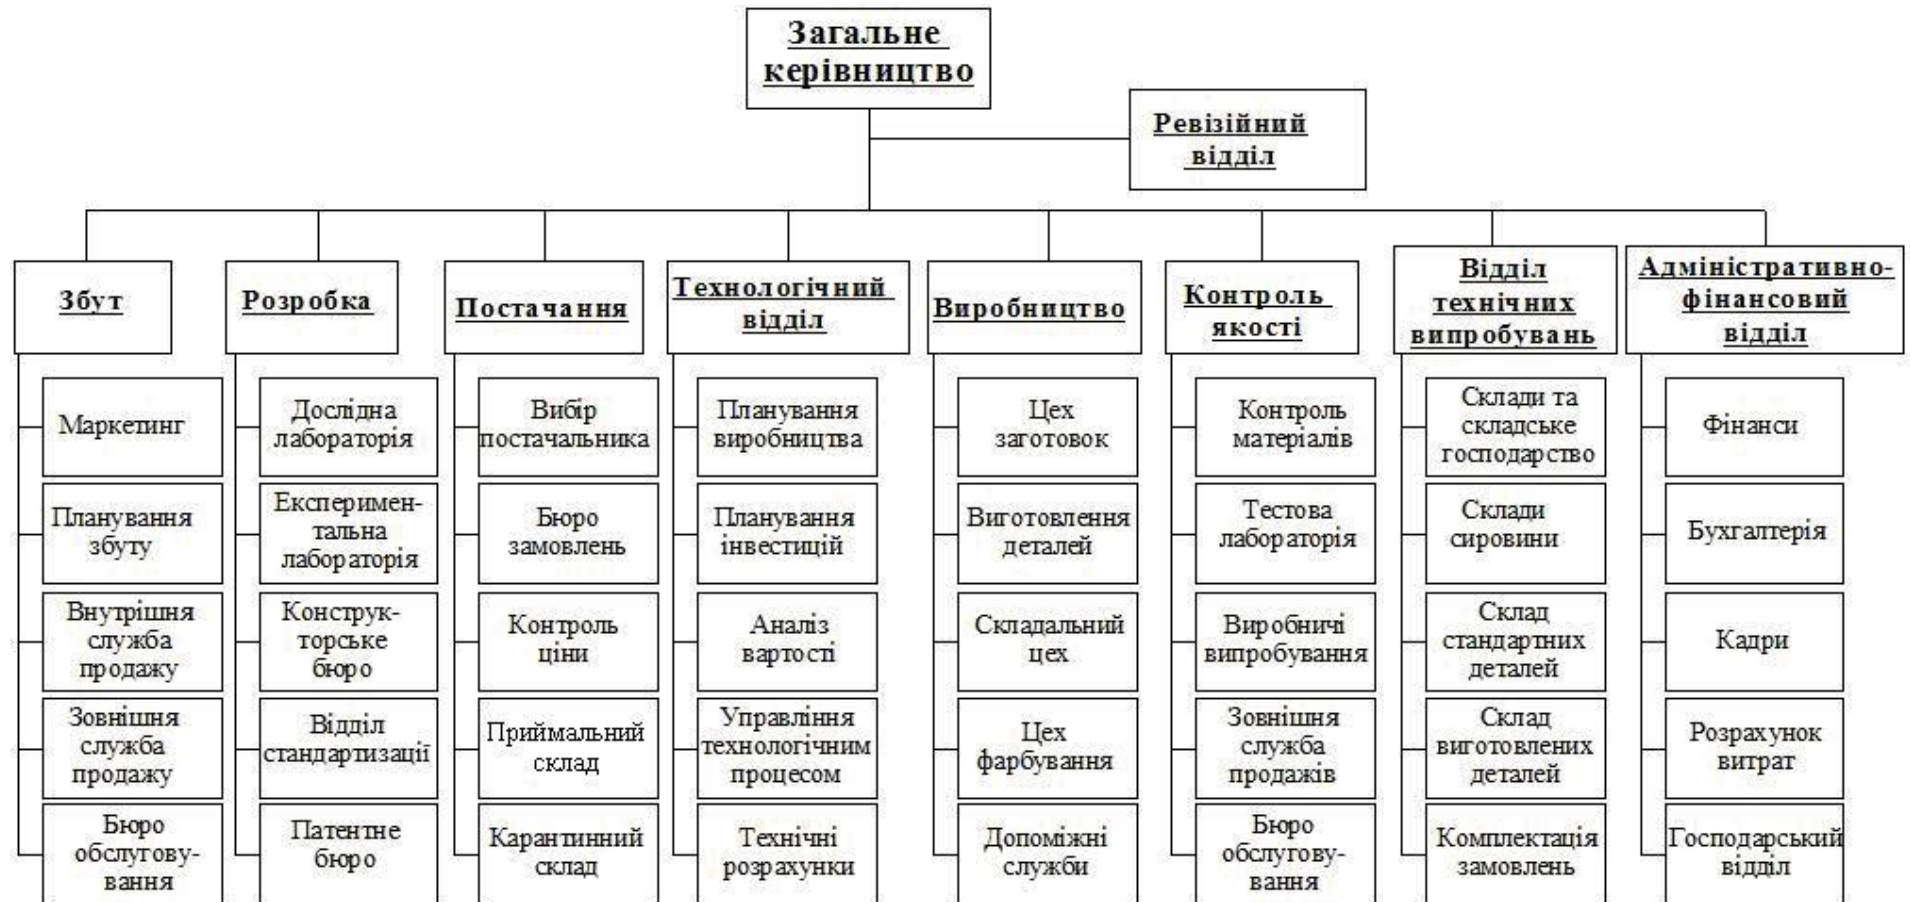 Загальне
керівництво
Ревізійний
відділ
Збут
Маркетинг
Планування
збуту
Внутрішня
служба
продажу
Зовнішня
служба
продажу
Бюро
обслугову-
вання
Розробка
Дослідна
лабораторія
Експеримен-
тальна
лабораторія
Конструк-
торське
бюро
Відділ
стандартизації
Патентне
бюро
Постачання
Вибір
постачальника
Бюро
замовлень
Контроль
ціни
Приймальний
склад
Карантинний
склад
Технологічний
відділ
Планування
виробництва
Планування
інвестицій
Аналіз
вартості
Управління
технологічним
процесом
Технічні
розрахунки
Виробництво
Цех
заготовок
Виготовлення
деталей
Складальний
цех
Цех
фарбування
Допоміжні
служби
Контроль
якості
Контроль
матеріалів
Тестова
лабораторія
Виробничі
випробування
Зовнішня
служба
продажів
Бюро
обслугову-
вання
Відділ
технічних
випробувань
Склади та
складське
господарство
Склади
сировини
Склад
стандартних
деталей
Склад
виготовлених
деталей
Комплектація
замовлень
Адміністративно-
фінансовий
відділ
Фінанси
Бухгалтерія
Кадри
Розрахунок
витрат
Господарський
відділ